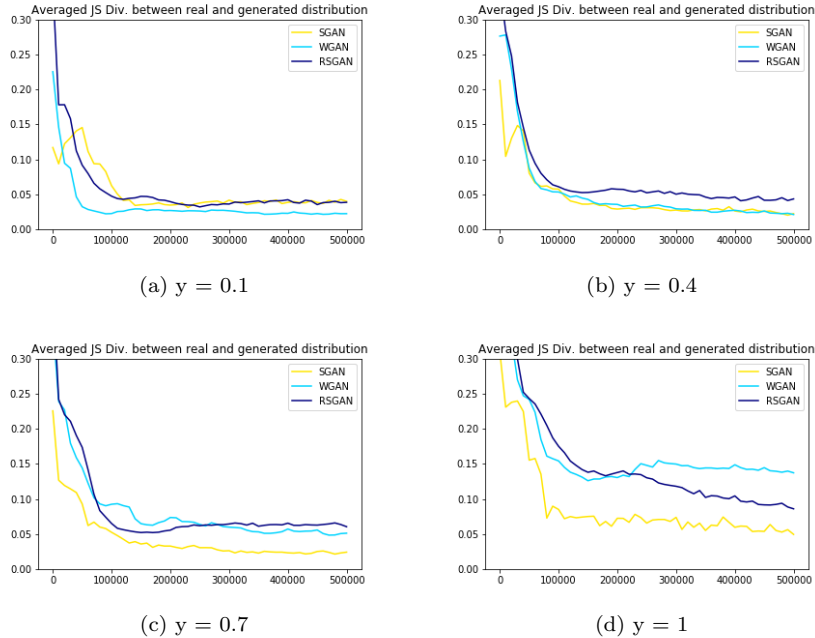 Averaged JS Div. between real and generated distribution
0.30
0.25
0.20
0.15
0.10
0.05
0.00
SGAN
WGAN
RSGAN
0 100000 200000 300000 400000 500000
(a) y = 0.1
Averaged JS Div. between real and generated distribution
0.30
0.25
0.20
0.15
0.10
0.05
0.00
SGAN
WGAN
RSGAN
0 100000 200000 300000 400000 500000
(b) y = 0.4
Averaged JS Div. between real and generated distribution
0.30
0.25
0.20
0.15
0.10
0.05
0.00
SGAN
WGAN
RSGAN
0 100000 200000 300000 400000 500000
(c) y = 0.7
Averaged JS Div. between real and generated distribution
0.30
0.25
0.20
0.15
0.10
0.05
0.00
SGAN
WGAN
RSGAN
0 100000 200000 300000 400000 500000
(d) y = 1